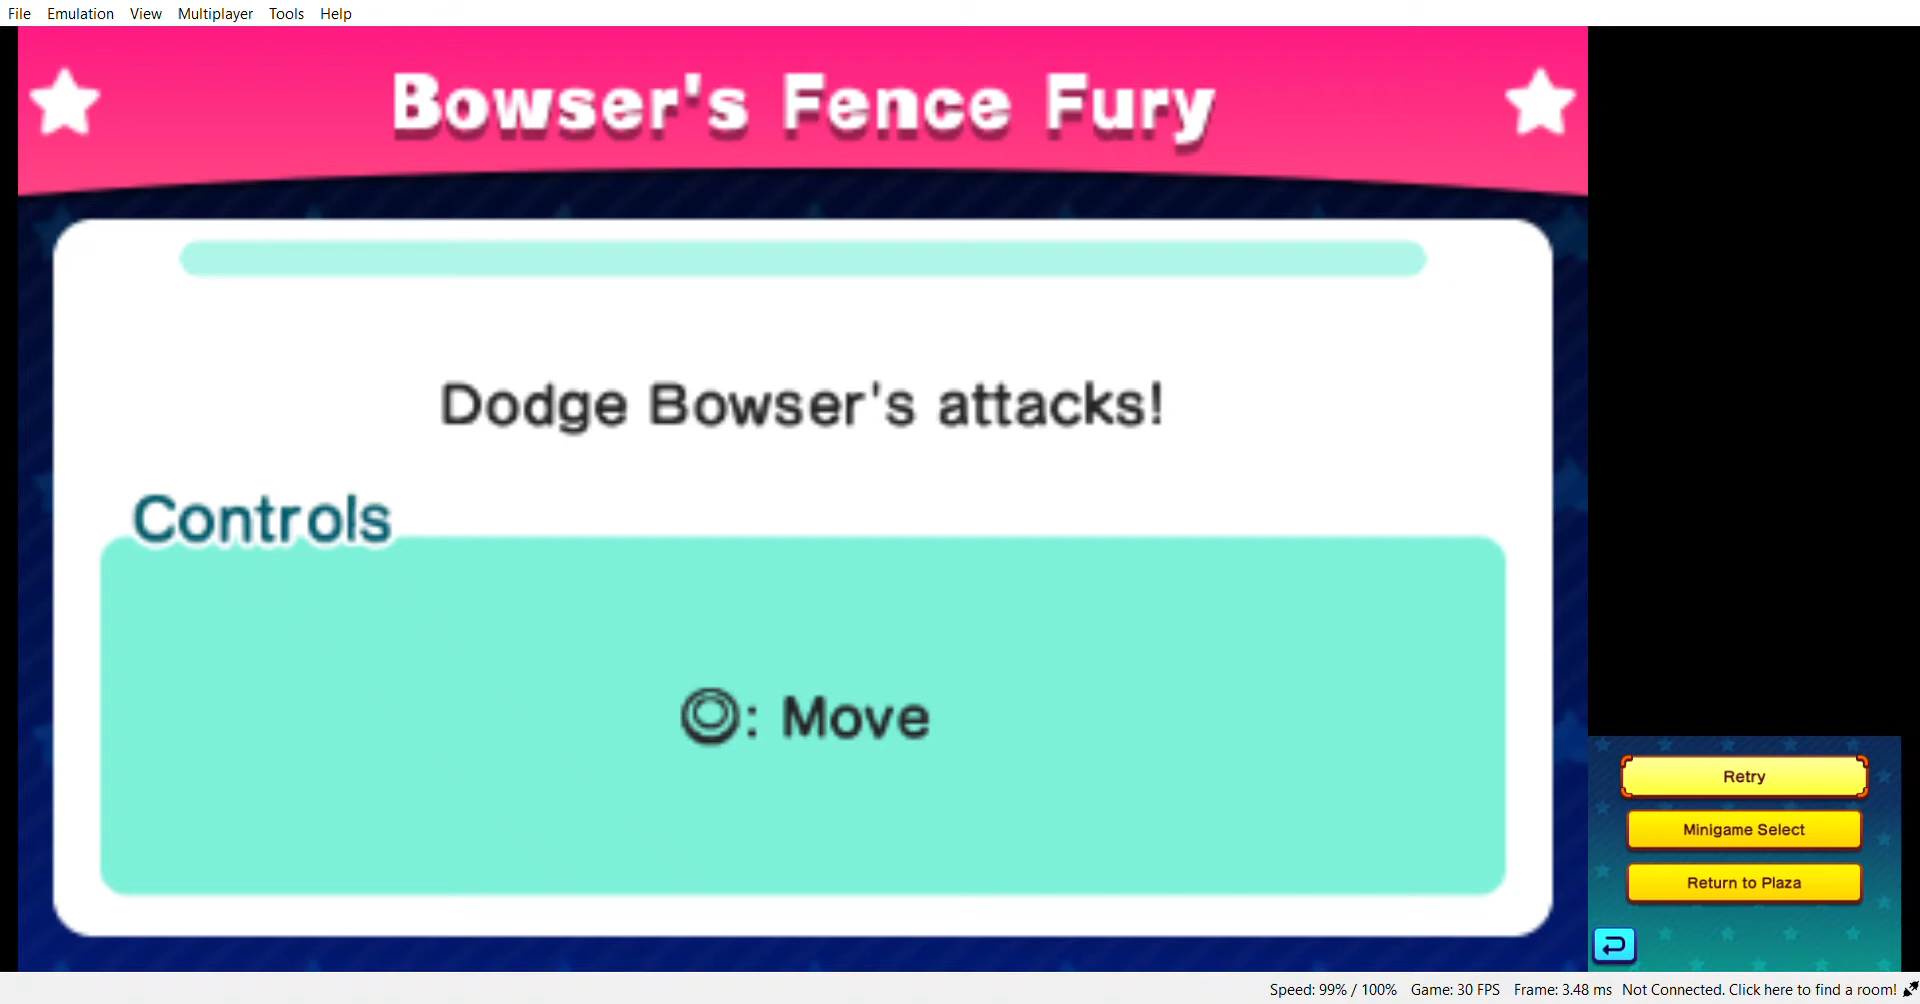 File Emulation View Multiplayer Tools Help
Bowser's Fence Fury
Dodge Bowser's attacks!
Controls
: Move
Retry
Minigame Select
Return to Plaza
Speed: 99% / 100% Game: 30 FPS Frame: 3.48 ms Not Connected. Click here to find a room!